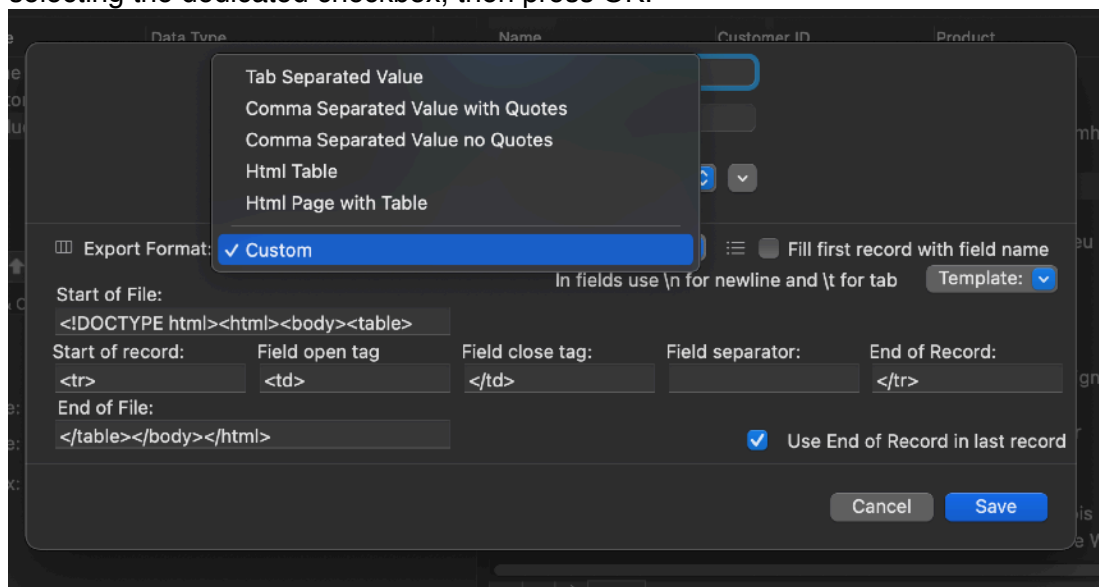 selecting the dedicated checkbox, then press OK.
Data Type Name Customer ID Product
Tab Separated Value
Comma Separated Value with Quotes
Comma Separated Value no Quotes
Html Table
Html Page with Table
Export Format: ✓ Custom Fill first record with field name
In fields use \n for newline and \t for tab Template:
Start of File:
<!DOCTYPE html><html><body><table>
Start of record: Field open tag Field close tag: Field separator: End of Record:
<tr> <td> </td> </tr>
End of File:
</table></body></html>
Use End of Record in last record
Cancel Save